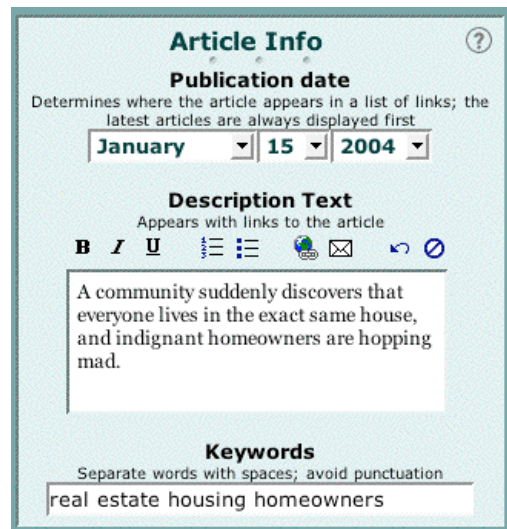 Article Info
?
Publication date
Determines where the article appears in a list of links; the
latest articles are always displayed first
January 15 2004
Description Text
Appears with links to the article
B I U
A community suddenly discovers that
everyone lives in the exact same house,
and indignant homeowners are hopping
mad.
Keywords
Separate words with spaces; avoid punctuation
real estate housing homeowners